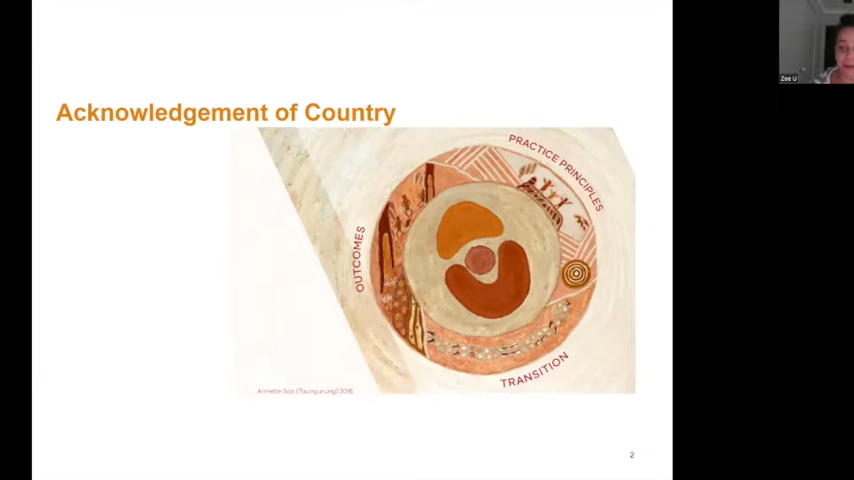 Acknowledgement of Country
PRACTICE PRINCIPLES
OUTCOMES
TRANSITION
Annette Sax (Taungurung) 2016
2
Zoe U